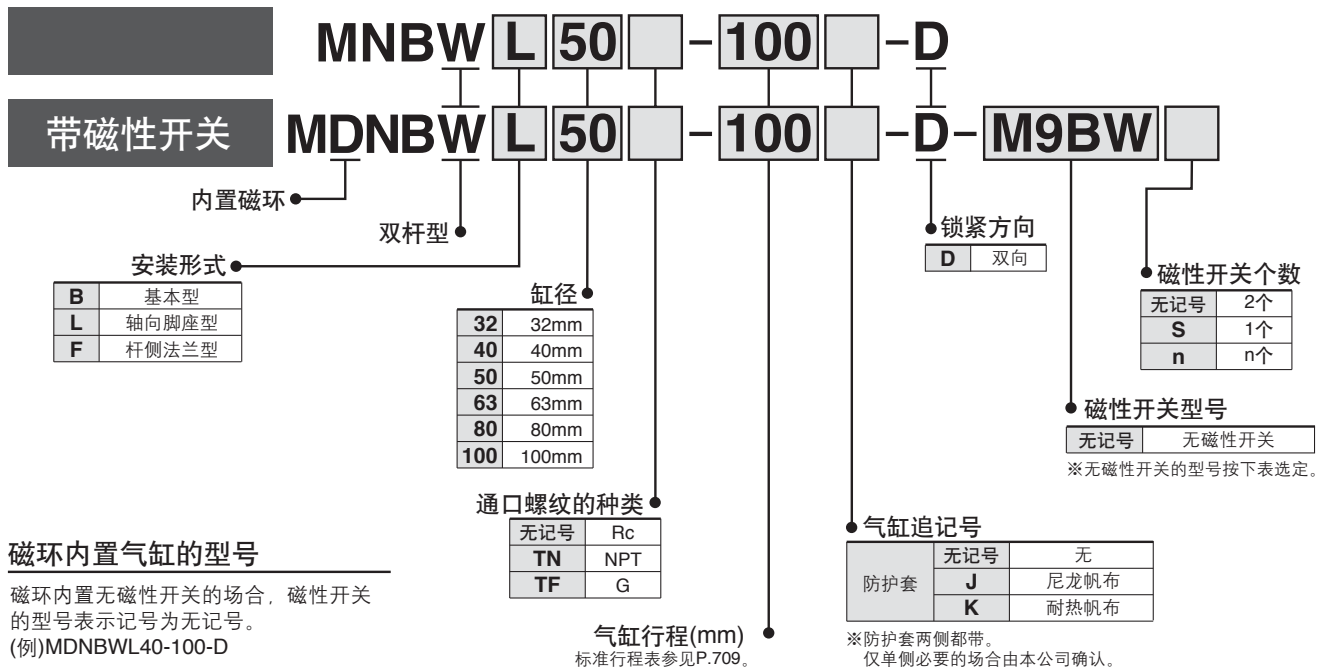 MNBWL50-100-D
带磁性开关 MDNBWL50-100-D-M9BW
内置磁环
双杆型
安装形式
B 基本型
L 轴向脚座型
F 杆侧法兰型
缸径
32 32mm
40 40mm
50 50mm
63 63mm
80 80mm
100 100mm
通口螺纹的种类
无记号 Rc
TN NPT
TF G
气缸行程(mm)
标准行程表参见P.709。
锁紧方向
D 双向
磁性开关个数
无记号 2个
S 1个
n n个
磁性开关型号
无记号 无磁性开关
※无磁性开关的型号按下表选定。
气缸追记号
防护套
无记号 无
J 尼龙帆布
K 耐热帆布
※防护套两侧都带。
仅单侧必要的场合由本公司确认。
磁环内置气缸的型号
磁环内置无磁性开关的场合，磁性开关
的型号表示记号为无记号。
(例)MDNBWL40-100-D